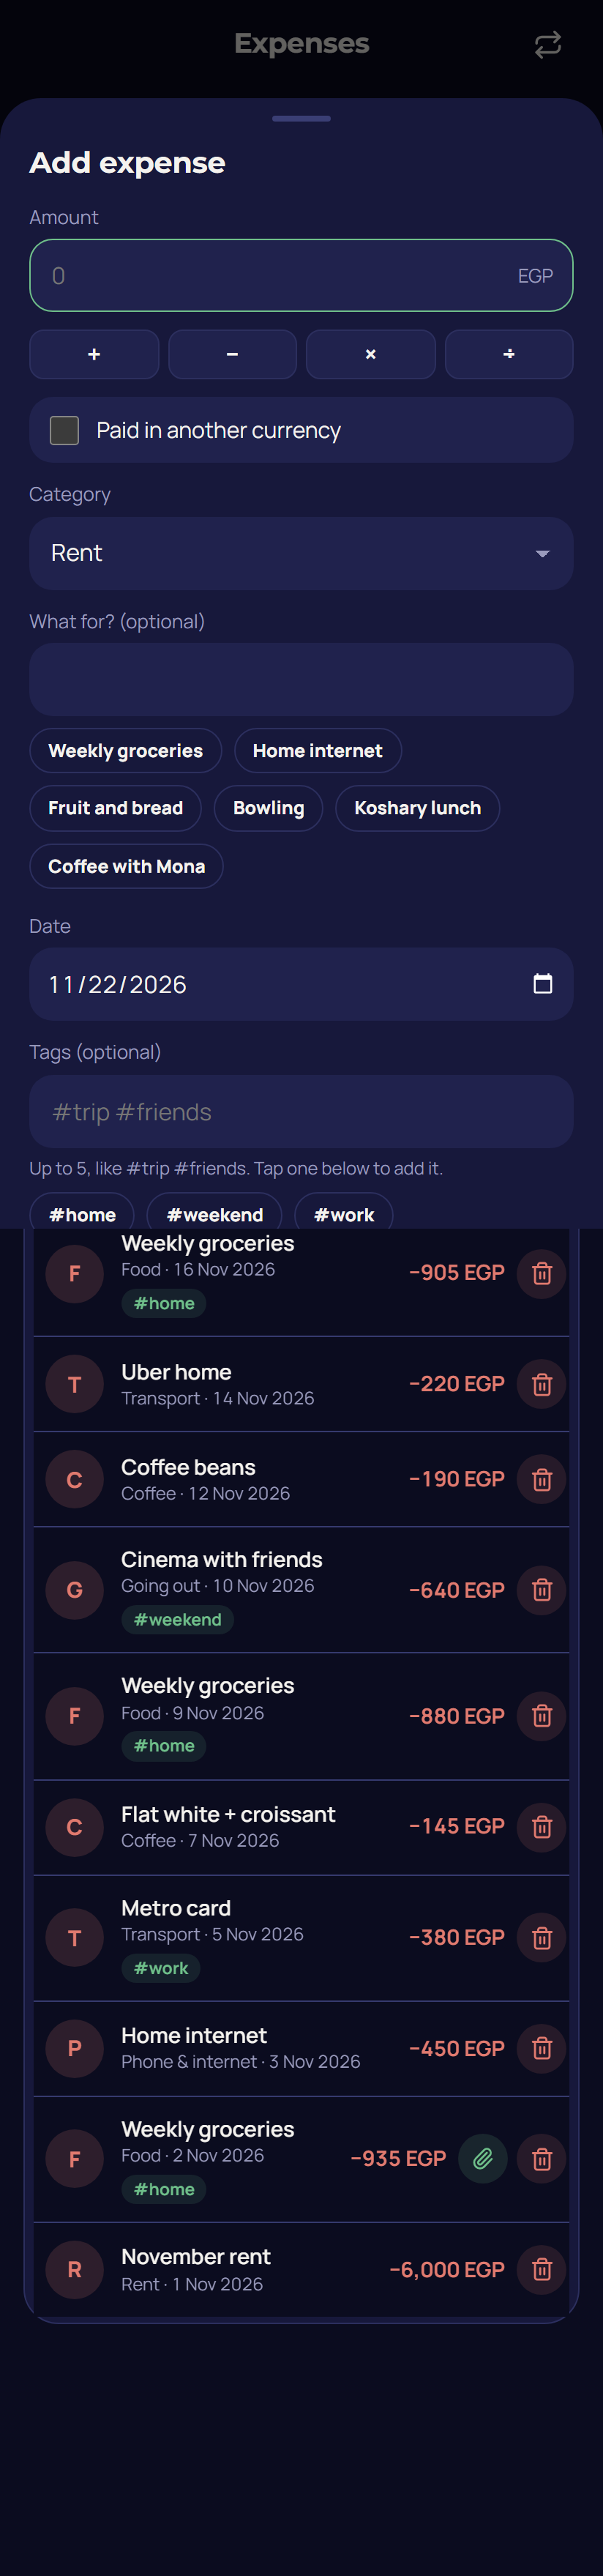 Expenses
Add expense
Amount
0 EGP
+ − × ÷
Paid in another currency
Category
Rent
What for? (optional)
Weekly groceries Home internet
Fruit and bread Bowling Koshary lunch
Coffee with Mona
Date
11/22/2026
Tags (optional)
#trip #friends
Up to 5, like #trip #friends. Tap one below to add it.
#home #weekend #work
F Weekly groceries
Food · 16 Nov 2026 −905 EGP
#home
T Uber home
Transport · 14 Nov 2026 −220 EGP
C Coffee beans
Coffee · 12 Nov 2026 −190 EGP
G Cinema with friends
Going out · 10 Nov 2026 −640 EGP
#weekend
F Weekly groceries
Food · 9 Nov 2026 −880 EGP
#home
C Flat white + croissant
Coffee · 7 Nov 2026 −145 EGP
T Metro card
Transport · 5 Nov 2026 −380 EGP
#work
P Home internet
Phone & internet · 3 Nov 2026 −450 EGP
F Weekly groceries
Food · 2 Nov 2026 −935 EGP
#home
R November rent
Rent · 1 Nov 2026 −6,000 EGP